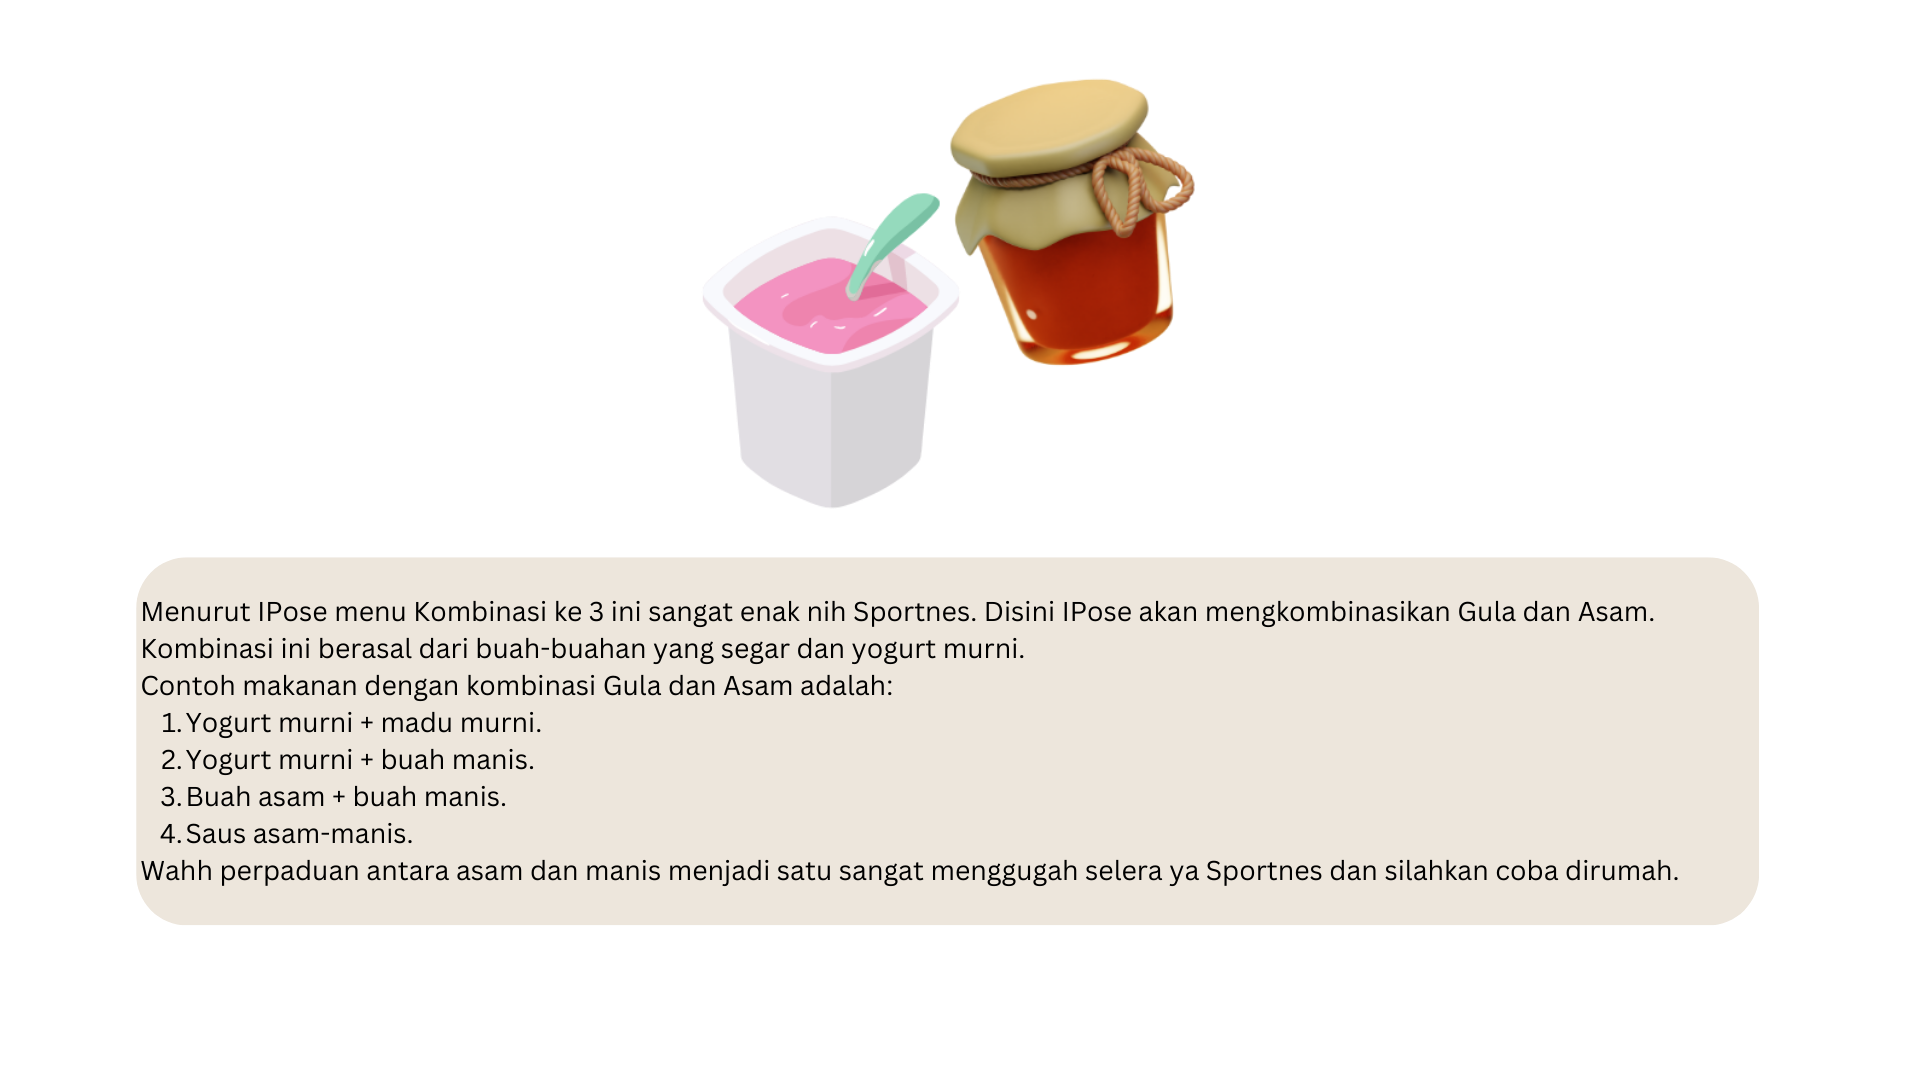 Menurut IPose menu Kombinasi ke 3 ini sangat enak nih Sportnes. Disini IPose akan mengkombinasikan Gula dan Asam.
Kombinasi ini berasal dari buah-buahan yang segar dan yogurt murni.
Contoh makanan dengan kombinasi Gula dan Asam adalah:
1. Yogurt murni + madu murni.
2. Yogurt murni + buah manis.
3. Buah asam + buah manis.
4. Saus asam-manis.
Wahh perpaduan antara asam dan manis menjadi satu sangat menggugah selera ya Sportnes dan silahkan coba dirumah.